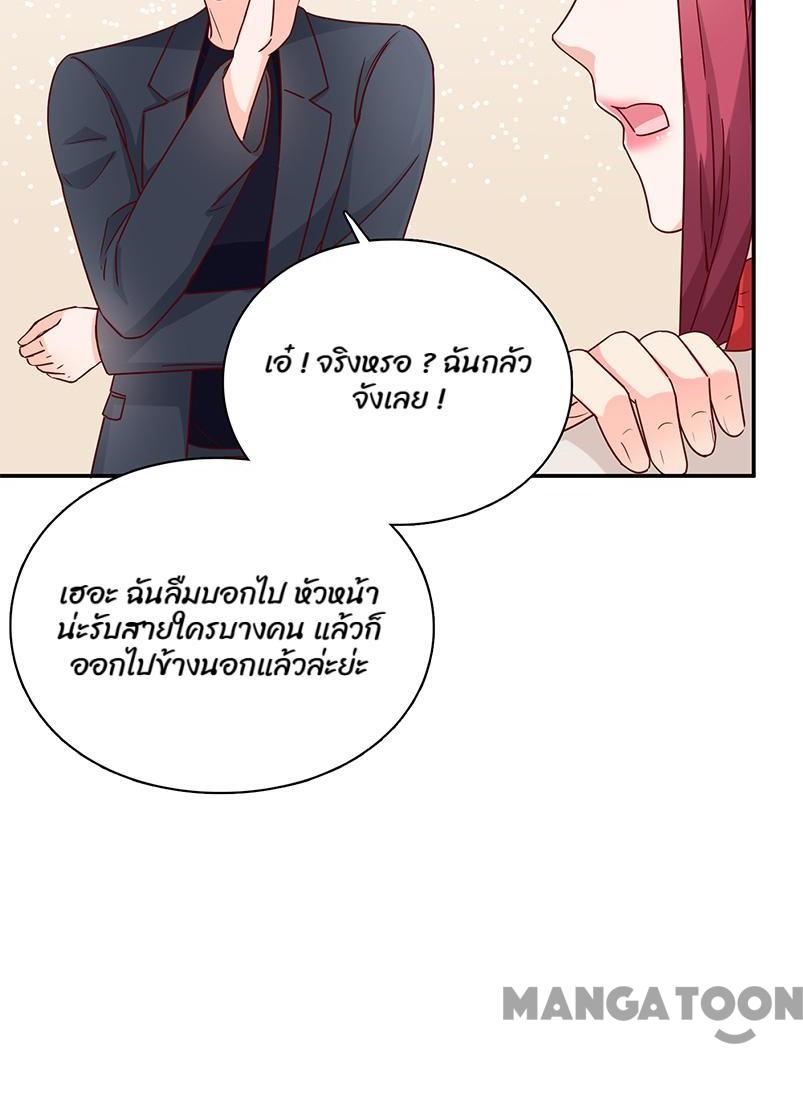 เอ๋ ! จริงหรอ ? ฉันกลัว
จังเลย !
เฮอะ ฉันลืมบอกไป หัวหน้า
น่ะรับสายใครบางคน แล้วก็
ออกไปข้างนอกแล้วล่ะย่ะ
MANGA TOON